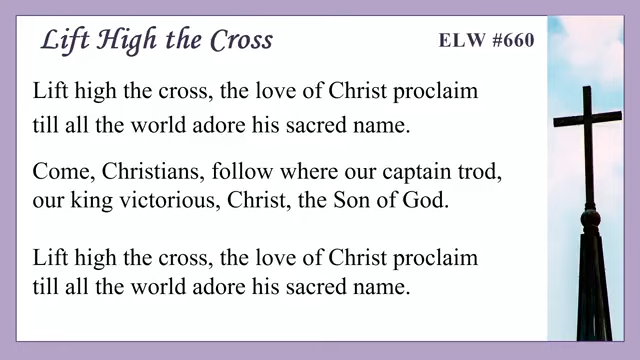 Lift High the Cross
ELW #660
Lift high the cross, the love of Christ proclaim
till all the world adore his sacred name.
Come, Christians, follow where our captain trod,
our king victorious, Christ, the Son of God.
Lift high the cross, the love of Christ proclaim
till all the world adore his sacred name.